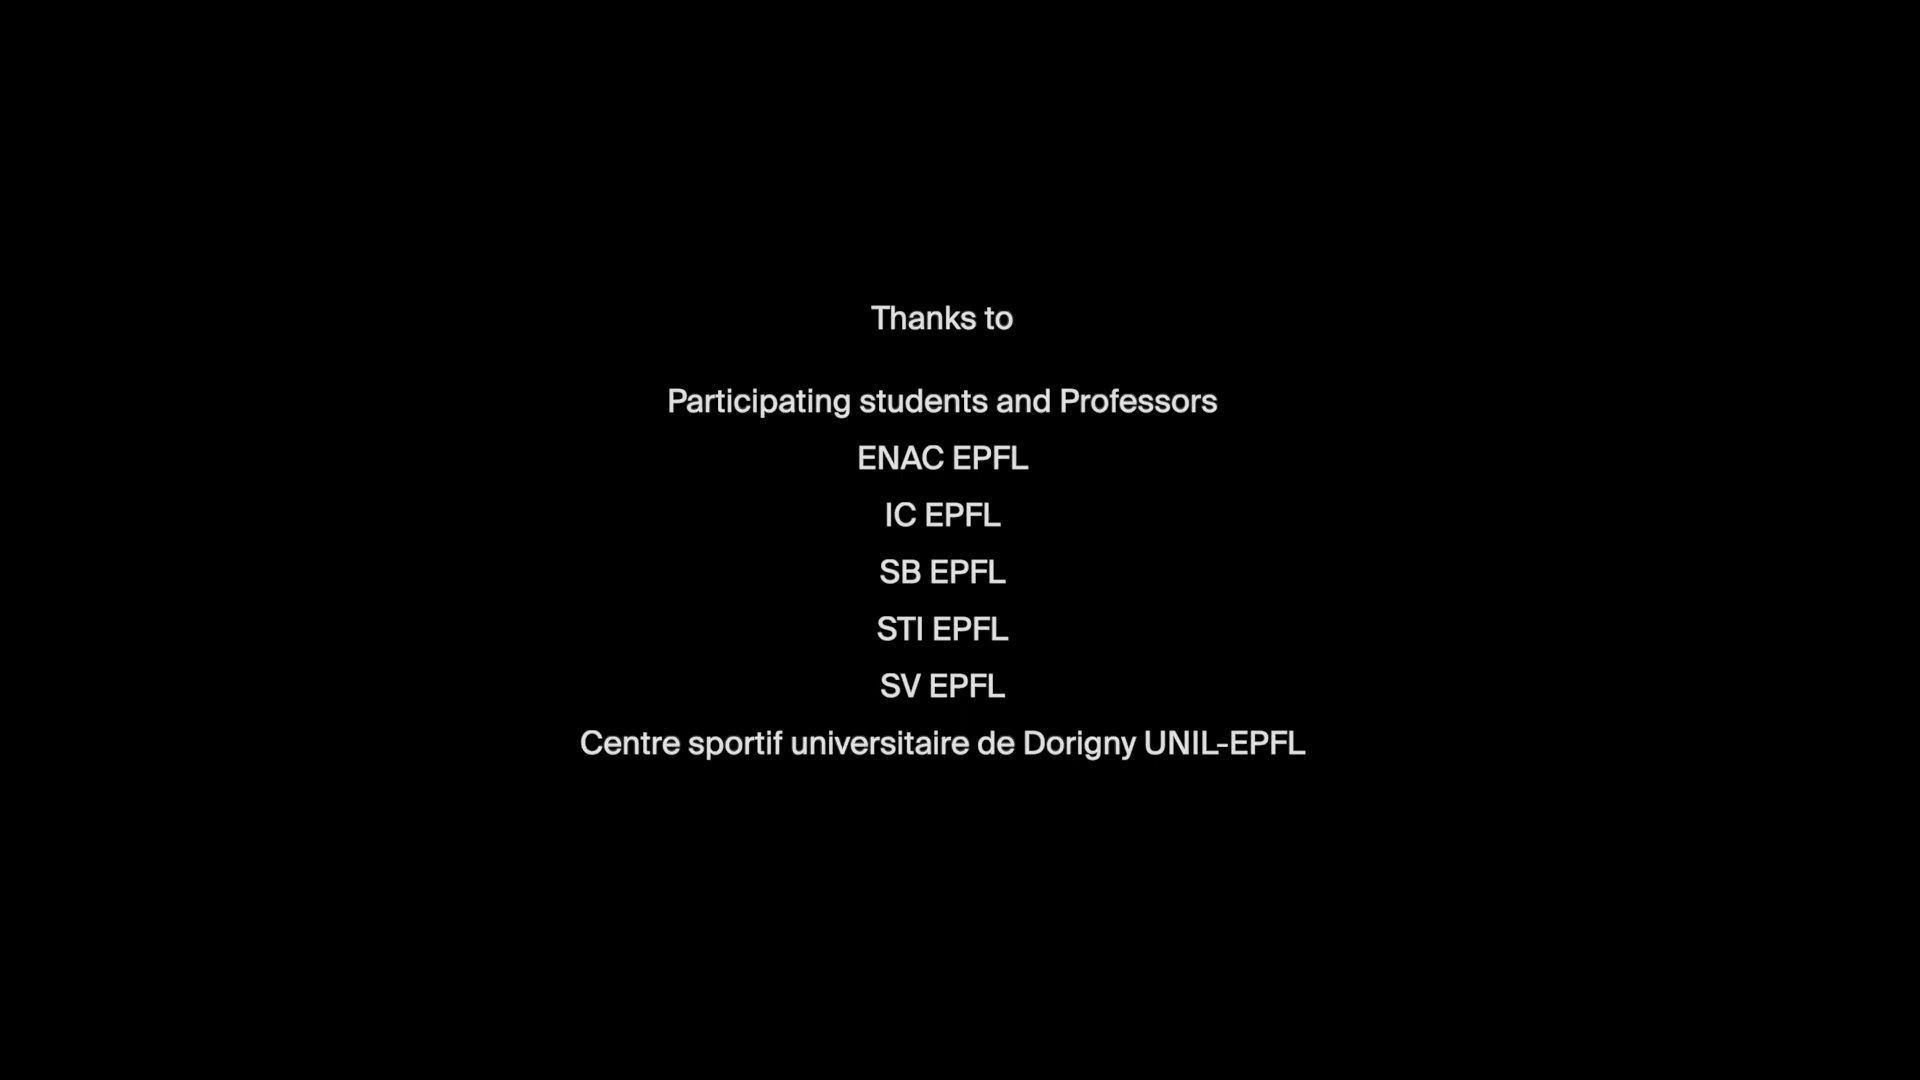 Thanks to
Participating students and Professors
ENAC EPFL
IC EPFL
SB EPFL
STI EPFL
SV EPFL
Centre sportif universitaire de Dorigny UNIL-EPFL